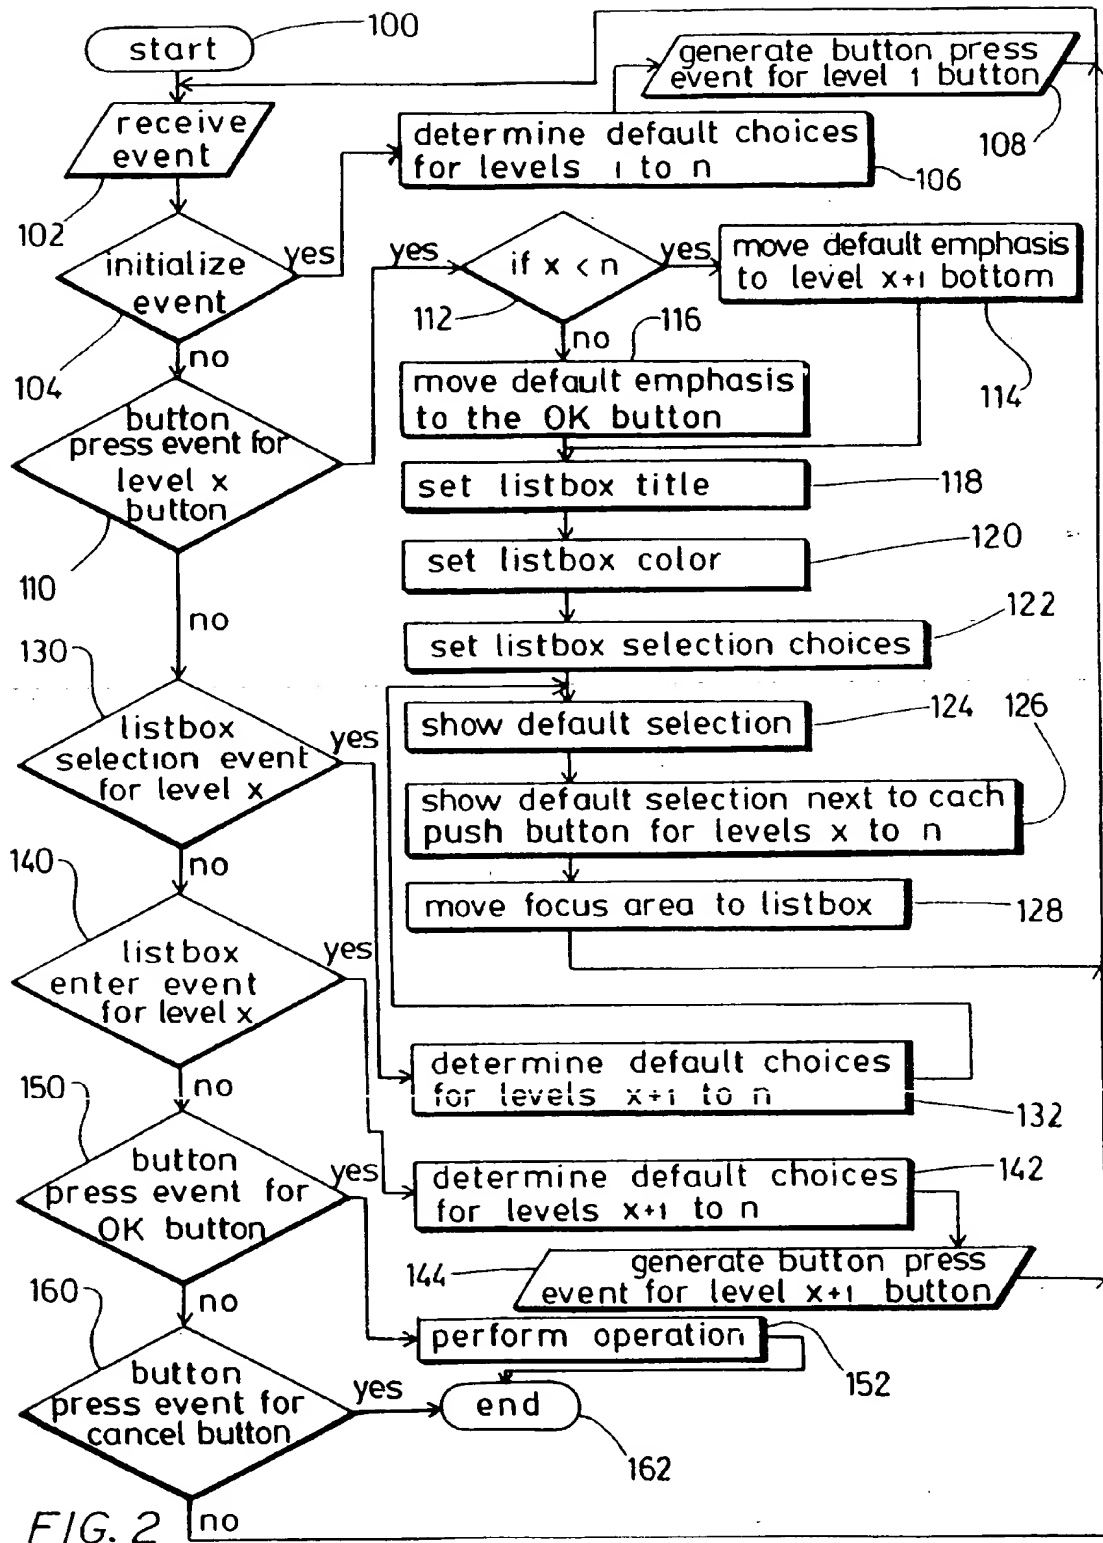 start
100
generate button press
event for level 1 button
108
receive
event
102
determine default choices
for levels 1 to n
106
initialize
event
yes
104
no
yes
if x < n
112
yes
move default emphasis
to level x+1 bottom
114
no
116
move default emphasis
to the OK button
button
press event for
level x
button
110
no
set listbox title
118
set listbox color
120
set listbox selection choices
122
130
listbox
selection event
for level x
yes
no
show default selection
124
126
show default selection next to cach
push button for levels x to n
move focus area to listbox
128
140
listbox
enter event
for level x
yes
no
determine default choices
for levels x+1 to n
132
150
button
press event for
OK button
yes
no
determine default choices
for levels x+1 to n
142
144
generate button press
event for level x+1 button
160
perform operation
152
button
press event for
cancel button
yes
end
162
no
FIG. 2